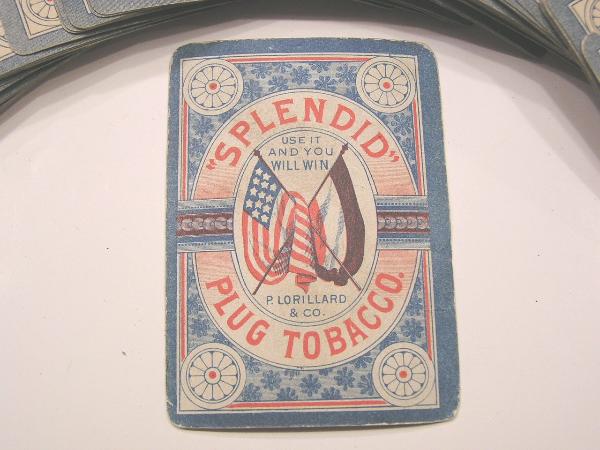 "SPLENDID"
USE IT
AND YOU
WILL WIN
P. LORILLARD
& CO.
PLUG TOBACCO.